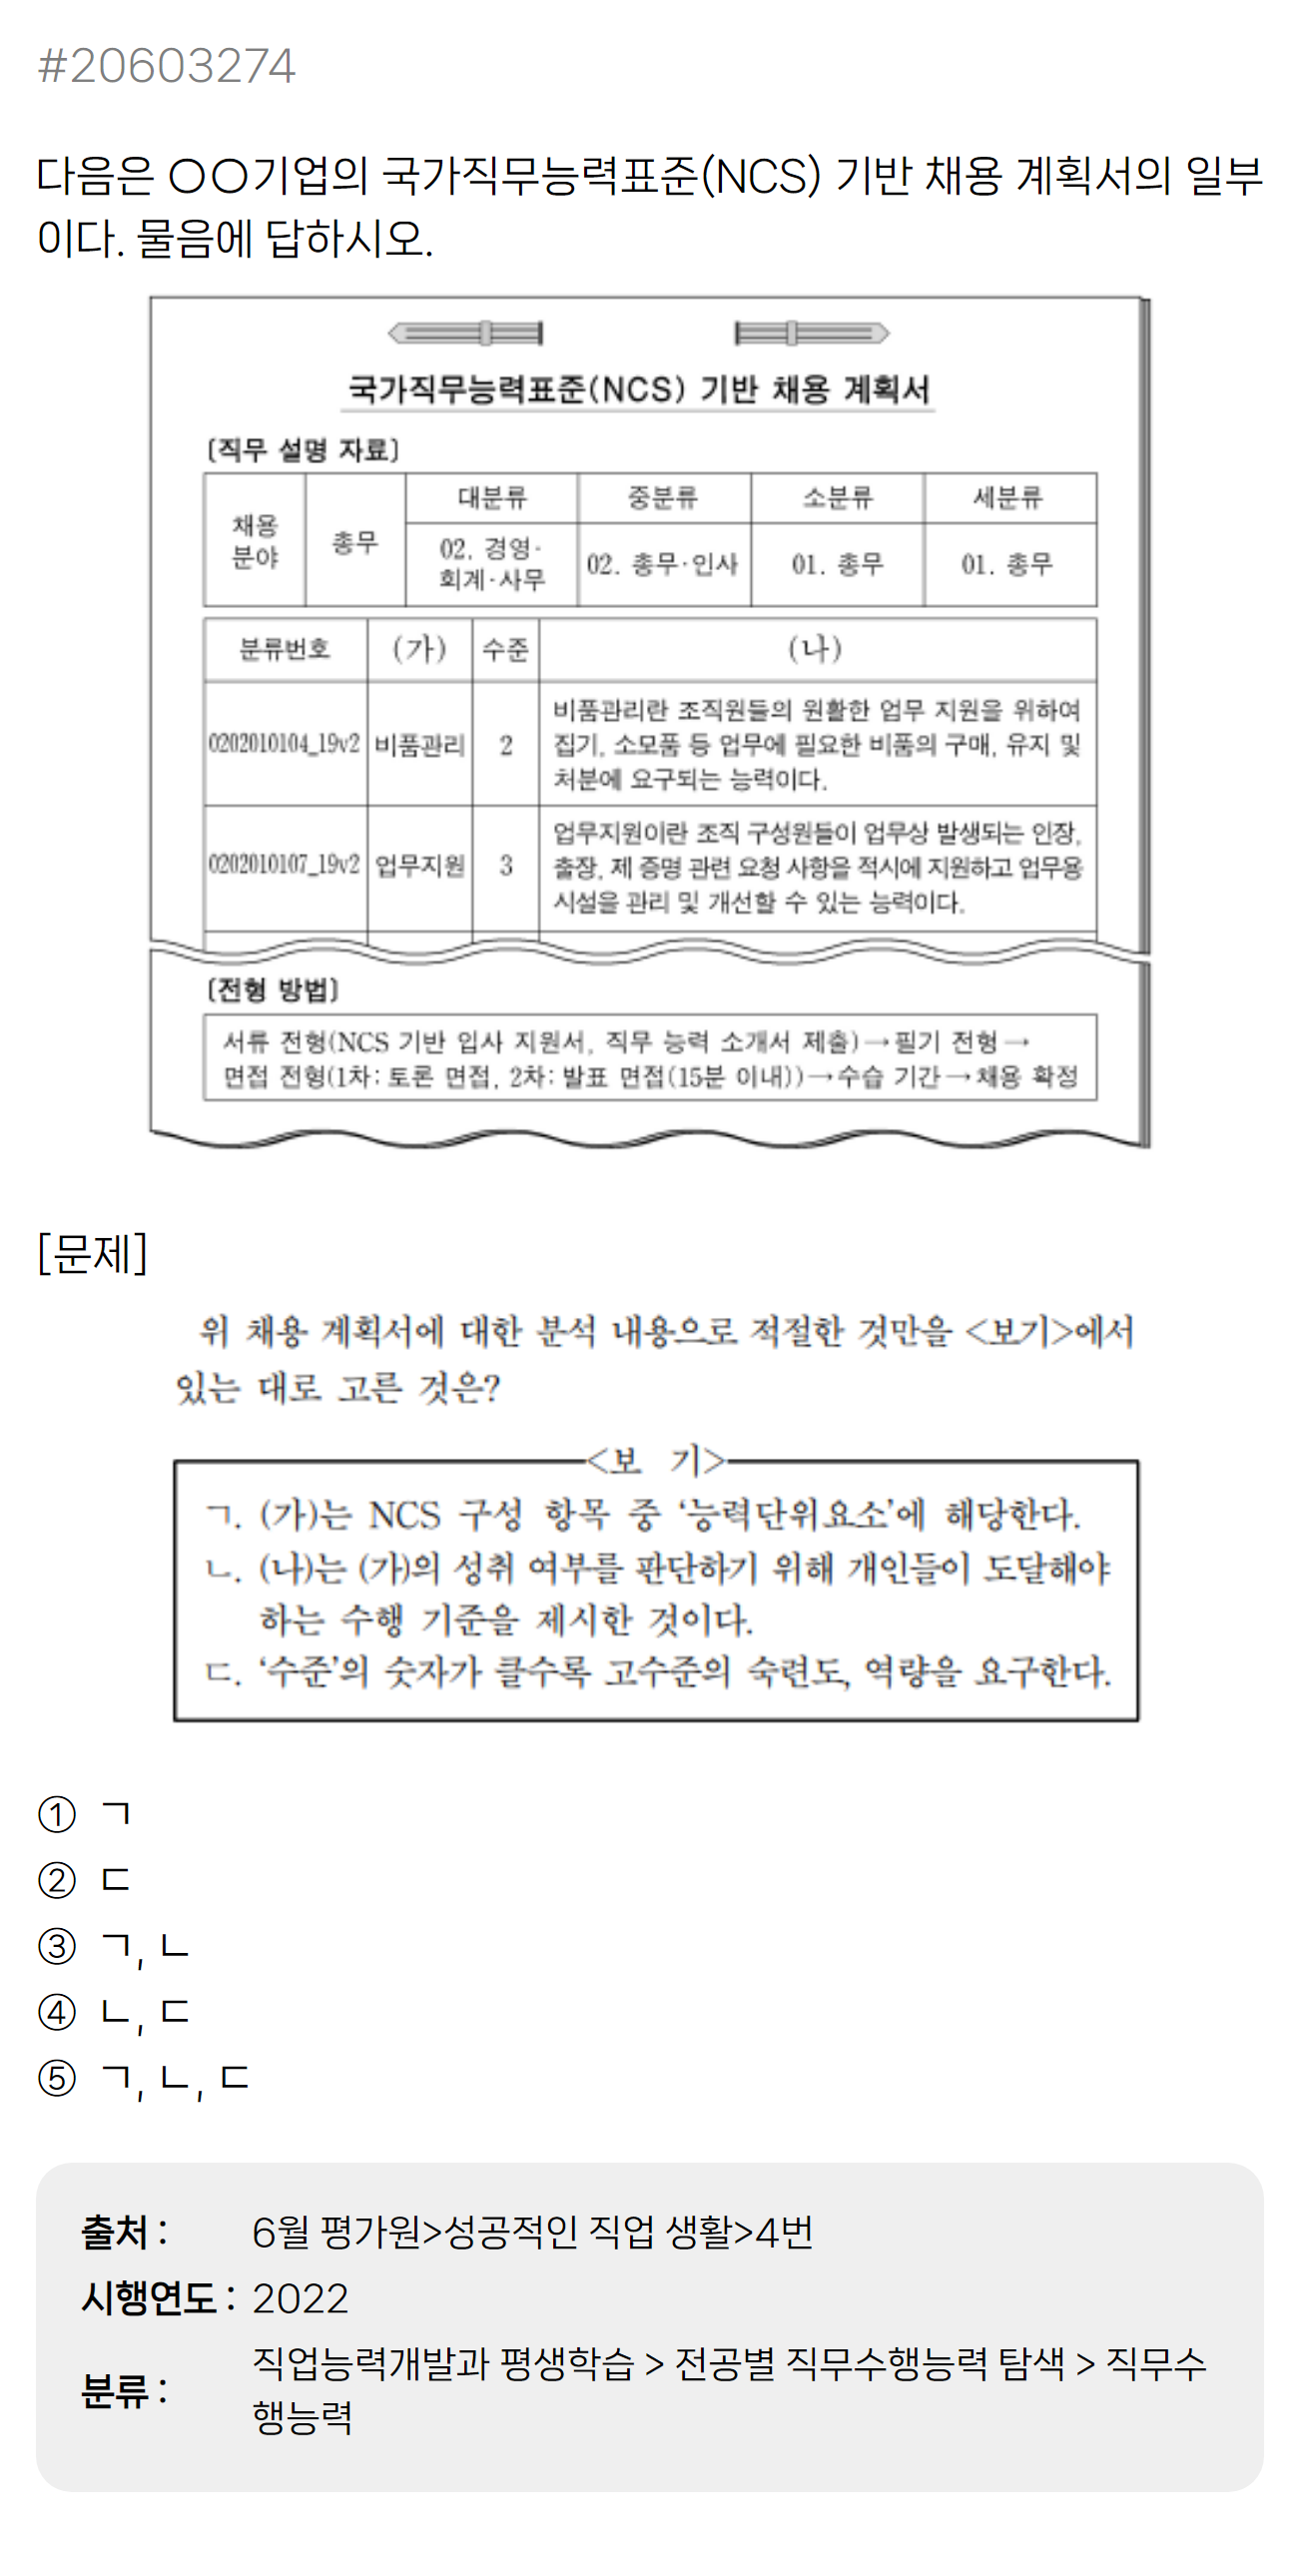 #20603274
다음은 〇〇기업의 국가직무능력표준(NCS) 기반 채용 계획서의 일부
이다. 물음에 답하시오.
국가직무능력표준(NCS) 기반 채용 계획서
[직무 설명 자료]
채용 분야 총무 대분류 중분류 소분류 세분류
02. 경영·회계·사무 02. 총무·인사 01. 총무 01. 총무
분류번호 (가) 수준 (나)
0202010104_19v2 비품관리 2 비품관리란 조직원들의 원활한 업무 지원을 위하여
집기, 소모품 등 업무에 필요한 비품의 구매, 유지 및
처분에 요구되는 능력이다.
0202010107_19v2 업무지원 3 업무지원이란 조직 구성원들이 업무상 발생되는 인장,
출장, 제 증명 관련 요청 사항을 적시에 지원하고 업무용
시설을 관리 및 개선할 수 있는 능력이다.
[전형 방법]
서류 전형(NCS 기반 입사 지원서, 직무 능력 소개서 제출)→필기 전형→
면접 전형(1차: 토론 면접, 2차: 발표 면접(15분 이내))→수습 기간→채용 확정
[문제]
위 채용 계획서에 대한 분석 내용으로 적절한 것만을 <보기>에서
있는 대로 고른 것은?
<보 기>
ㄱ. (가)는 NCS 구성 항목 중 ‘능력단위요소’에 해당한다.
ㄴ. (나)는 (가)의 성취 여부를 판단하기 위해 개인들이 도달해야
하는 수행 기준을 제시한 것이다.
ㄷ. ‘수준’의 숫자가 클수록 고수준의 숙련도, 역량을 요구한다.
① ㄱ
② ㄷ
③ ㄱ, ㄴ
④ ㄴ, ㄷ
⑤ ㄱ, ㄴ, ㄷ
출처 : 6월 평가원>성공적인 직업 생활>4번
시행연도 : 2022
분류 : 직업능력개발과 평생학습 > 전공별 직무수행능력 탐색 > 직무수
행능력